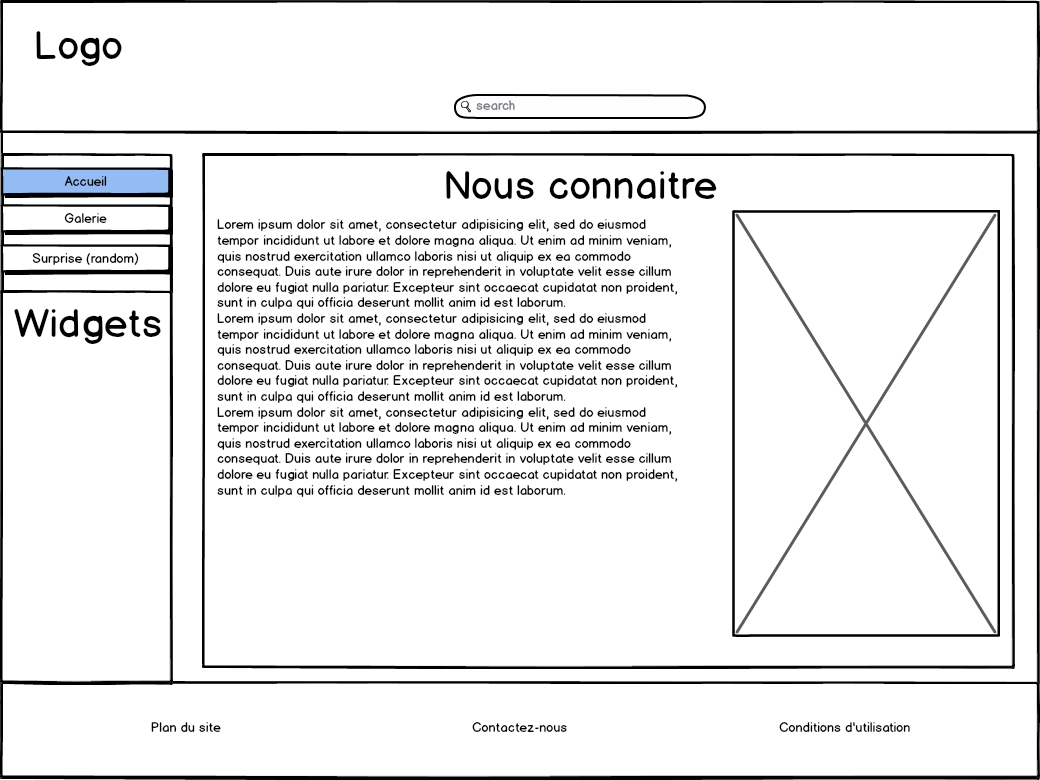 Logo
search
Accueil
Galerie
Surprise (random)
Widgets
Nous connaitre
Lorem ipsum dolor sit amet, consectetur adipisicing elit, sed do eiusmod
tempor incididunt ut labore et dolore magna aliqua. Ut enim ad minim veniam,
quis nostrud exercitation ullamco laboris nisi ut aliquip ex ea commodo
consequat. Duis aute irure dolor in reprehenderit in voluptate velit esse cillum
dolore eu fugiat nulla pariatur. Excepteur sint occaecat cupidatat non proident,
sunt in culpa qui officia deserunt mollit anim id est laborum.
Lorem ipsum dolor sit amet, consectetur adipisicing elit, sed do eiusmod
tempor incididunt ut labore et dolore magna aliqua. Ut enim ad minim veniam,
quis nostrud exercitation ullamco laboris nisi ut aliquip ex ea commodo
consequat. Duis aute irure dolor in reprehenderit in voluptate velit esse cillum
dolore eu fugiat nulla pariatur. Excepteur sint occaecat cupidatat non proident,
sunt in culpa qui officia deserunt mollit anim id est laborum.
Lorem ipsum dolor sit amet, consectetur adipisicing elit, sed do eiusmod
tempor incididunt ut labore et dolore magna aliqua. Ut enim ad minim veniam,
quis nostrud exercitation ullamco laboris nisi ut aliquip ex ea commodo
consequat. Duis aute irure dolor in reprehenderit in voluptate velit esse cillum
dolore eu fugiat nulla pariatur. Excepteur sint occaecat cupidatat non proident,
sunt in culpa qui officia deserunt mollit anim id est laborum.
Plan du site
Contactez-nous
Conditions d'utilisation